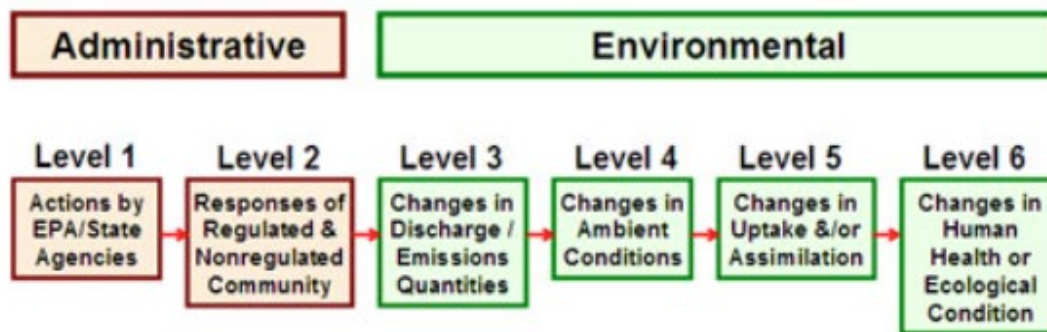 Administrative
Environmental
Level 1
Actions by
EPA/State
Agencies
Level 2
Responses of
Regulated &
Nonregulated
Community
Level 3
Changes in
Discharge /
Emissions
Quantities
Level 4
Changes in
Ambient
Conditions
Level 5
Changes in
Uptake &/or
Assimilation
Level 6
Changes in
Human
Health or
Ecological
Condition